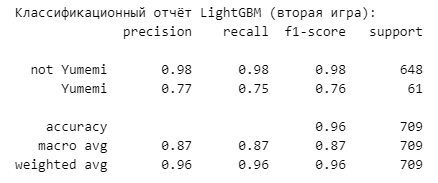 Классификационный отчёт LightGBM (вторая игра):
precision recall f1-score support
not Yumemi 0.98 0.98 0.98 648
Yumemi 0.77 0.75 0.76 61
accuracy 0.96 709
macro avg 0.87 0.87 0.87 709
weighted avg 0.96 0.96 0.96 709